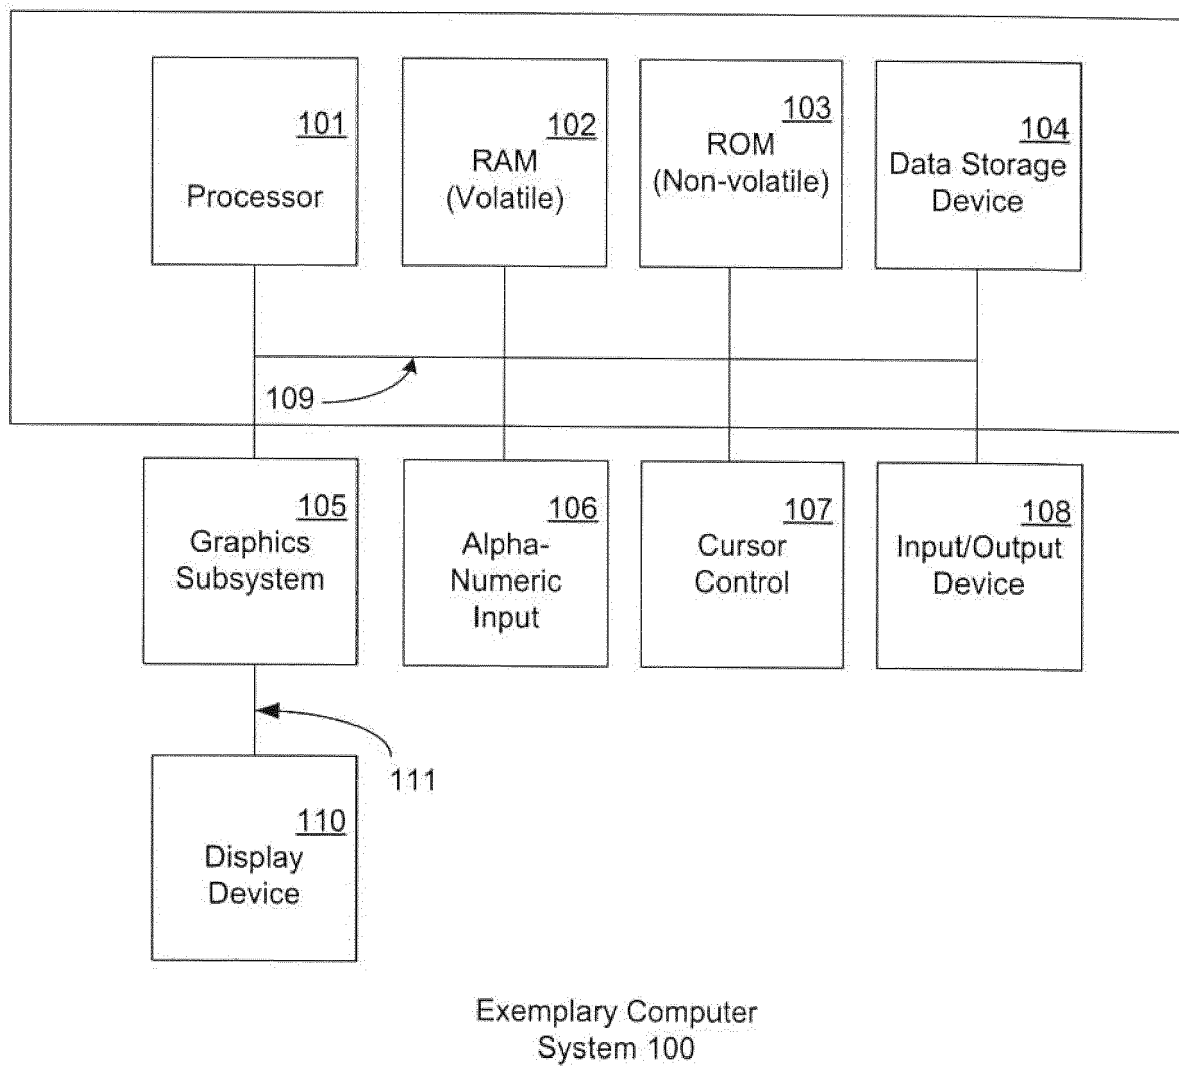 101
Processor
102
RAM
(Volatile)
103
ROM
(Non-volatile)
104
Data Storage
Device
109
105
Graphics
Subsystem
106
Alpha-
Numeric
Input
107
Cursor
Control
108
Input/Output
Device
111
110
Display
Device
Exemplary Computer
System 100